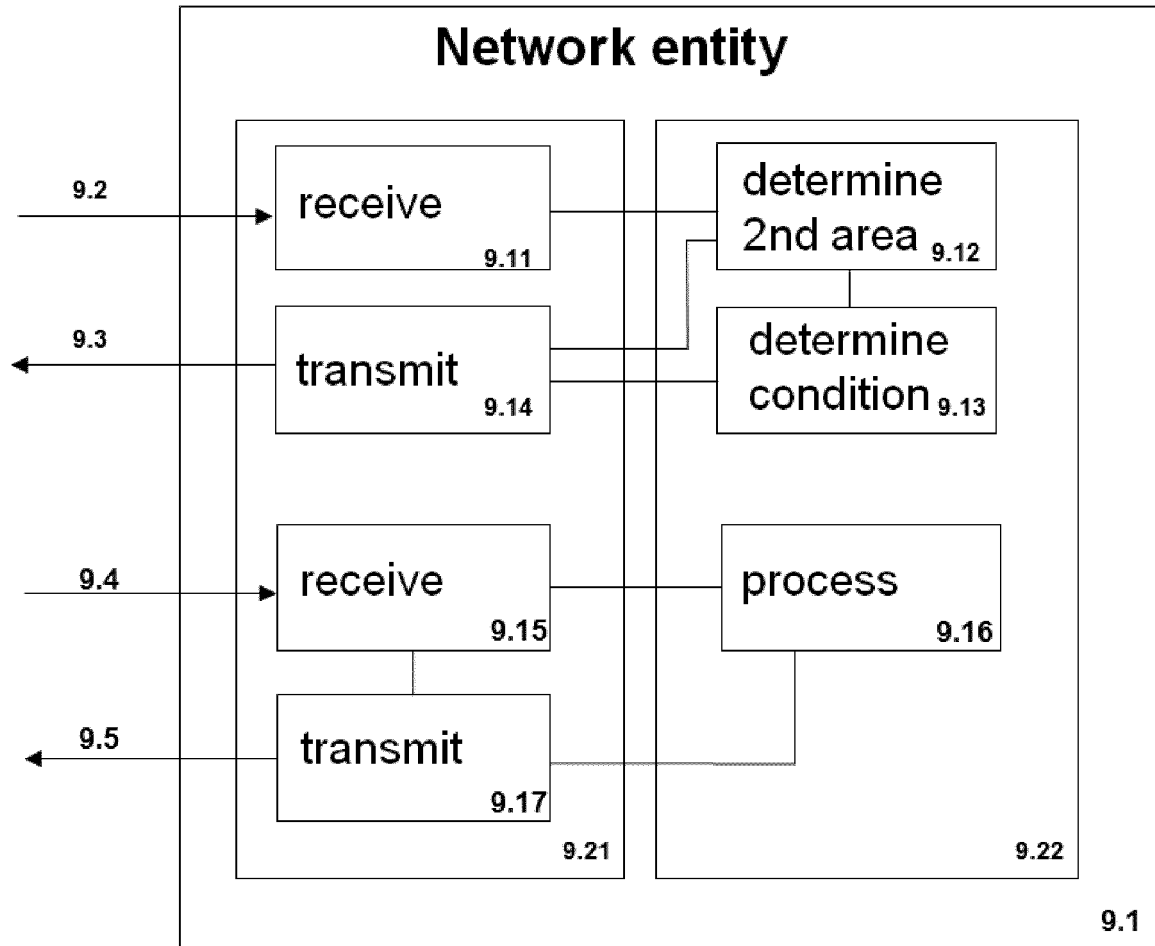 Network entity
9.2
receive
9.11
determine
2nd area 9.12
9.3
transmit
9.14
determine
condition 9.13
9.4
receive
9.15
process
9.16
9.5
transmit
9.17
9.21
9.22
9.1